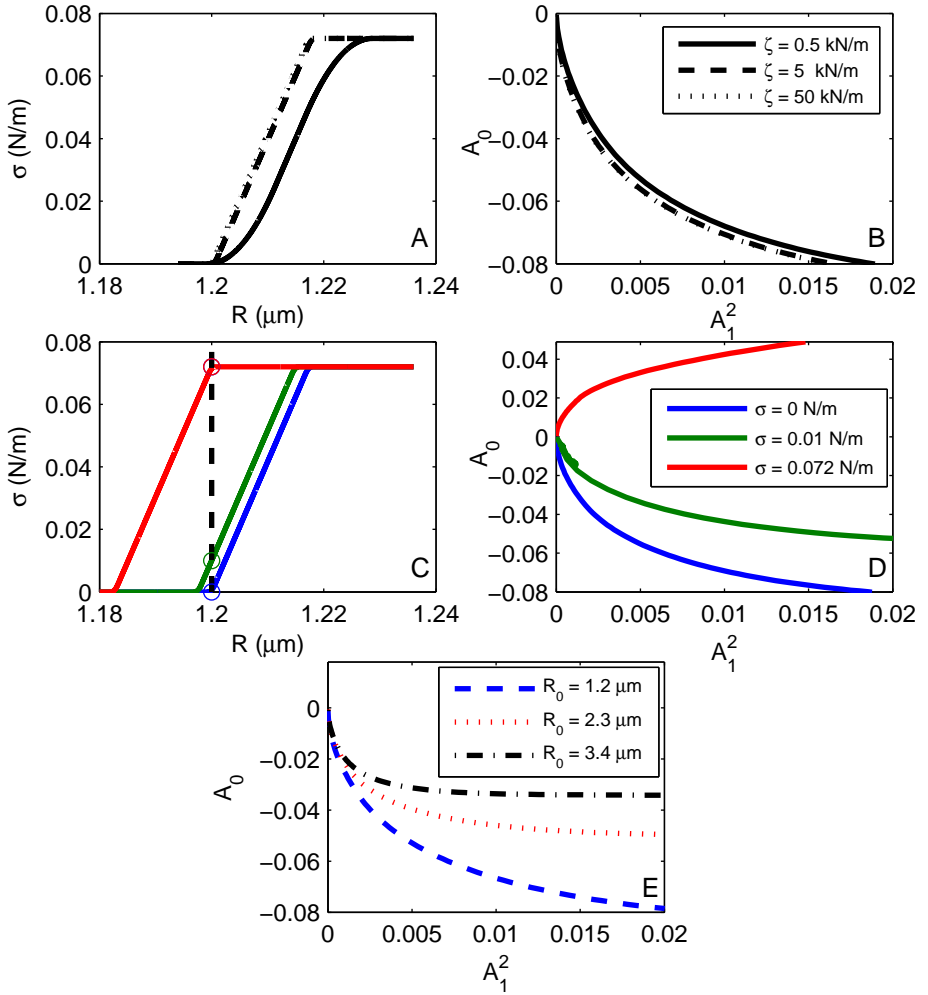 0.08
0.06
0.04
0.02
0
σ (N/m)
1.18
1.2
1.22
1.24
R (μm)
A
0
−0.02
−0.04
−0.06
−0.08
A₀
0
0.005
0.01
0.015
0.02
A₁²
ζ = 0.5 kN/m
ζ = 5 kN/m
ζ = 50 kN/m
B
0.08
0.06
0.04
0.02
0
σ (N/m)
1.18
1.2
1.22
1.24
R (μm)
C
0.04
0.02
0
−0.02
−0.04
−0.06
−0.08
A₀
0
0.005
0.01
0.015
0.02
A₁²
σ = 0 N/m
σ = 0.01 N/m
σ = 0.072 N/m
D
0
−0.02
−0.04
−0.06
−0.08
A₀
0
0.005
0.01
0.015
0.02
A₁²
R₀ = 1.2 μm
R₀ = 2.3 μm
R₀ = 3.4 μm
E